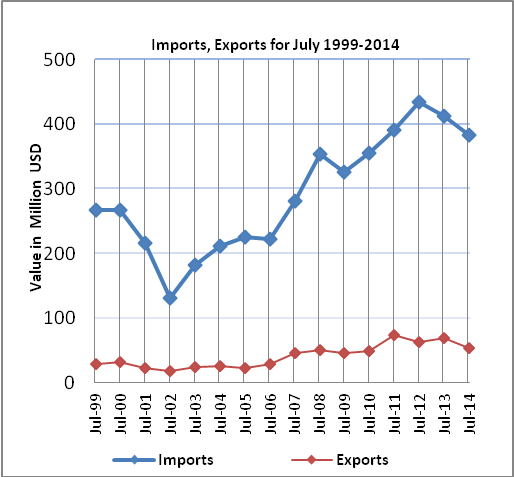 Imports, Exports for July 1999-2014
Value in Million USD
500
400
300
200
100
0
Jul-99
Jul-00
Jul-01
Jul-02
Jul-03
Jul-04
Jul-05
Jul-06
Jul-07
Jul-08
Jul-09
Jul-10
Jul-11
Jul-12
Jul-13
Jul-14
Imports Exports